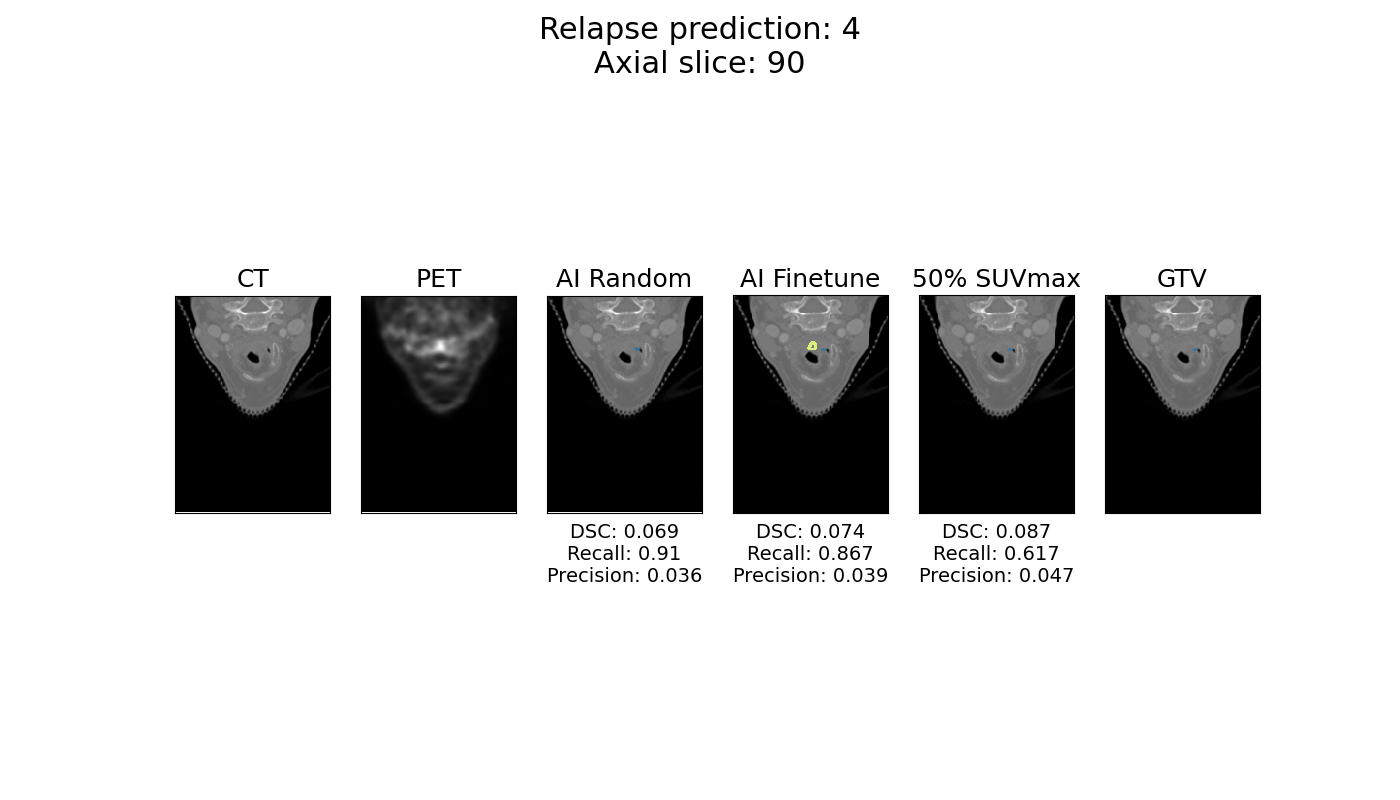 Relapse prediction: 4
Axial slice: 90
CT
PET
AI Random
AI Finetune
50% SUVmax
GTV
DSC: 0.069
Recall: 0.91
Precision: 0.036
DSC: 0.074
Recall: 0.867
Precision: 0.039
DSC: 0.087
Recall: 0.617
Precision: 0.047